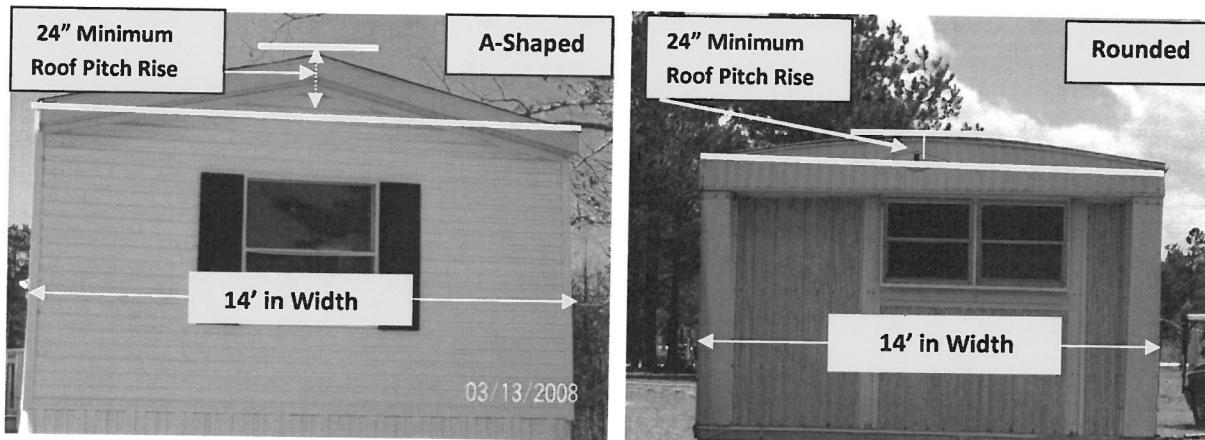 24” Minimum
Roof Pitch Rise
A-Shaped
14’ in Width
03/13/2008
24” Minimum
Roof Pitch Rise
Rounded
14’ in Width